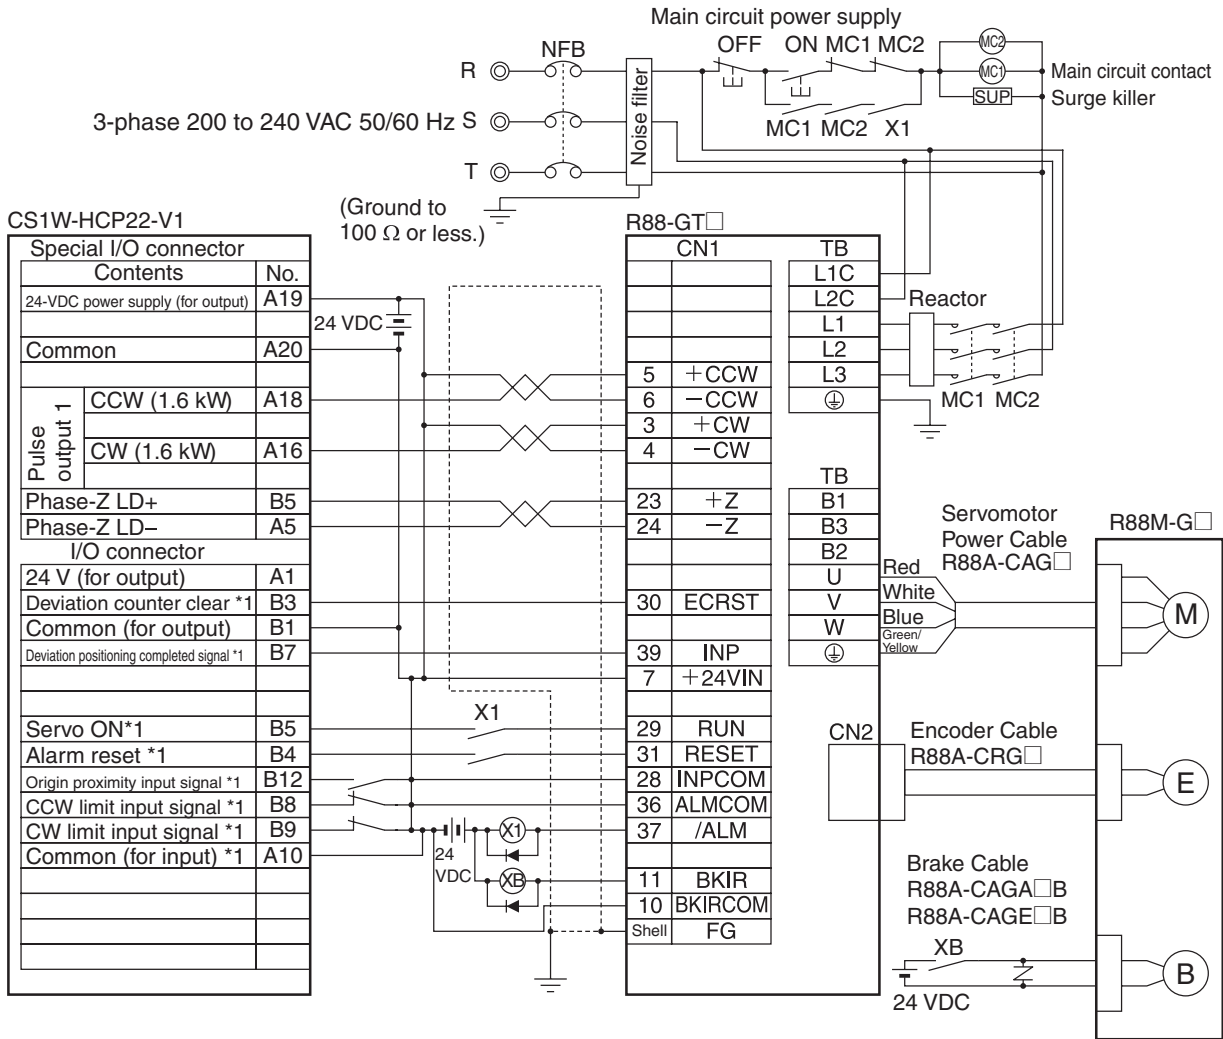 Main circuit power supply
OFF ON MC1 MC2
NFB
MC2
R
MC1
Main circuit contact
SUP
Surge killer
Noise filter
3-phase 200 to 240 VAC 50/60 Hz S
MC1 MC2 X1
T
(Ground to
100 Ω or less.)
CS1W-HCP22-V1
Special I/O connector
Contents No.
24-VDC power supply (for output) A19
Common A20
Pulse
output 1
CCW (1.6 kW) A18
CW (1.6 kW) A16
Phase-Z LD+ B5
Phase-Z LD− A5
I/O connector
24 V (for output) A1
Deviation counter clear *1 B3
Common (for output) B1
Deviation positioning completed signal *1 B7
Servo ON*1 B5
Alarm reset *1 B4
Origin proximity input signal *1 B12
CCW limit input signal *1 B8
CW limit input signal *1 B9
Common (for input) *1 A10
24 VDC
X1
X1
24
VDC
XB
R88-GT□
CN1
5 +CCW
6 −CCW
3 +CW
4 −CW
23 +Z
24 −Z
30 ECRST
39 INP
7 +24VIN
29 RUN
31 RESET
28 INPCOM
36 ALMCOM
37 /ALM
11 BKIR
10 BKIRCOM
Shell FG
TB
L1C
L2C
L1
L2
L3
Reactor
MC1 MC2
TB
B1
B3
B2
U
V
W
Red
White
Blue
Green/
Yellow
Servomotor
Power Cable
R88A-CAG□
R88M-G□
M
CN2
Encoder Cable
R88A-CRG□
E
Brake Cable
R88A-CAGA□B
R88A-CAGE□B
XB
24 VDC
B